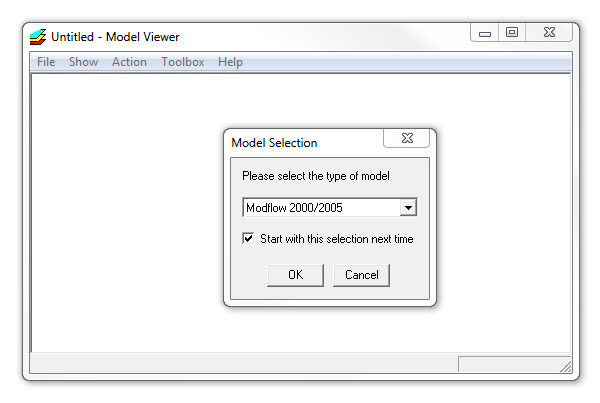 Untitled - Model Viewer
File Show Action Toolbox Help
Model Selection
Please select the type of model
Modflow 2000/2005
Start with this selection next time
OK Cancel